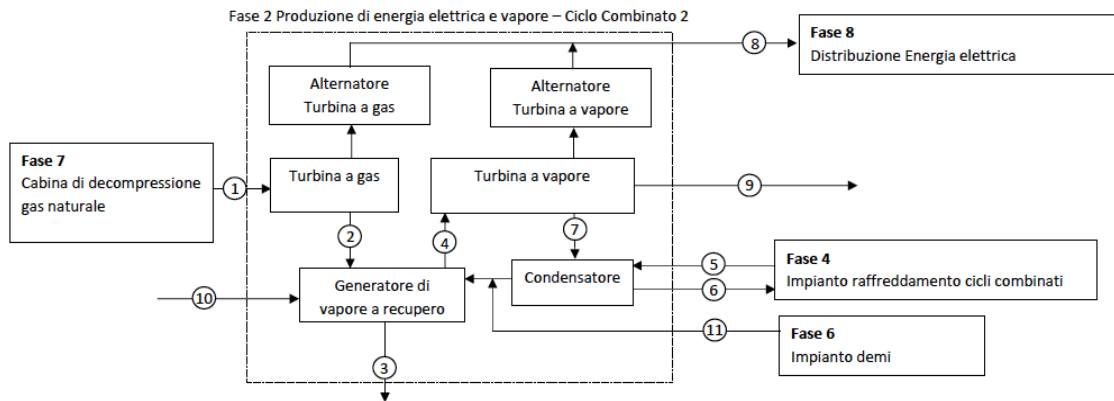 Fase 2 Produzione di energia elettrica e vapore – Ciclo Combinato 2
8
Fase 8
Distribuzione Energia elettrica
Alternatore
Turbina a gas
Alternatore
Turbina a vapore
Fase 7
Cabina di decompressione
gas naturale
1
Turbina a gas
Turbina a vapore
9
2
4
7
10
Generatore di
vapore a recupero
Condensatore
5
6
Fase 4
Impianto raffreddamento cicli combinati
11
Fase 6
Impianto demi
3